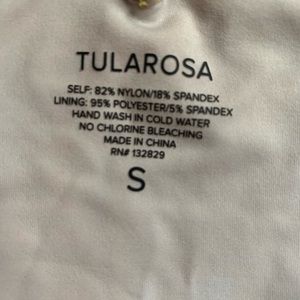 TULAROSA
SELF: 82% NYLON/18% SPANDEX
LINING: 95% POLYESTER/5% SPANDEX
HAND WASH IN COLD WATER
NO CHLORINE BLEACHING
MADE IN CHINA
RN# 132829
S